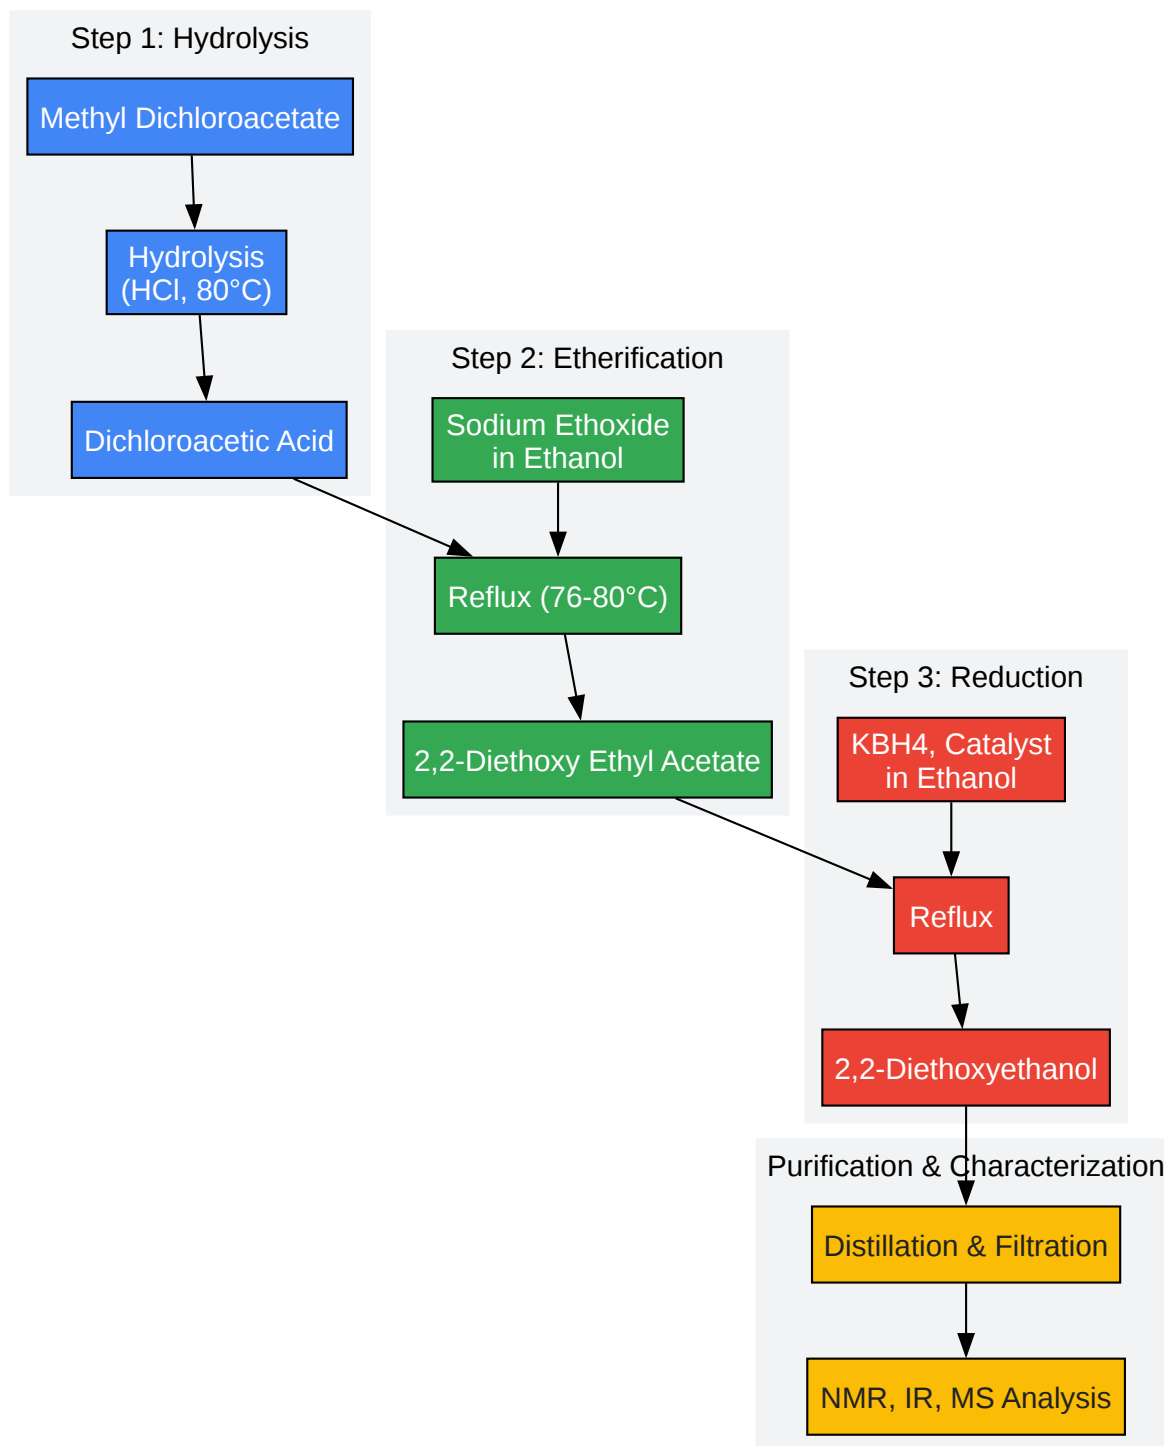 Step 1: Hydrolysis
Methyl Dichloroacetate
Hydrolysis
(HCl, 80°C)
Dichloroacetic Acid
Step 2: Etherification
Sodium Ethoxide
in Ethanol
Reflux (76-80°C)
2,2-Diethoxy Ethyl Acetate
Step 3: Reduction
KBH4, Catalyst
in Ethanol
Reflux
2,2-Diethoxyethanol
Purification & Characterization
Distillation & Filtration
NMR, IR, MS Analysis